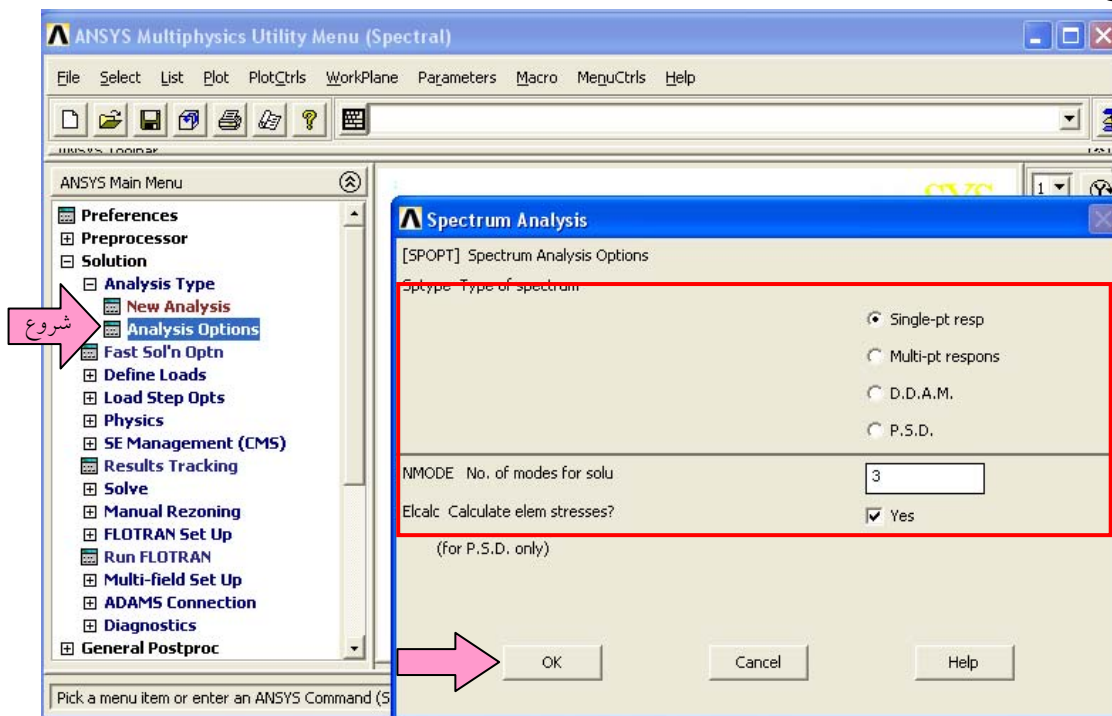 ANSYS Multiphysics Utility Menu (Spectral)
File Select List Plot PlotCtrls WorkPlane Parameters Macro MenuCtrls Help
ANSYS Toolbar
ANSYS Main Menu
1
Preferences
Preprocessor
Solution
Analysis Type
New Analysis
شروع
Analysis Options
Fast Sol'n Optn
Define Loads
Load Step Opts
Physics
SE Management (CMS)
Results Tracking
Solve
Manual Rezoning
FLOTRAN Set Up
Run FLOTRAN
Multi-field Set Up
ADAMS Connection
Diagnostics
General Postproc
Spectrum Analysis
[SPOPT] Spectrum Analysis Options
Sptype Type of spectrum
Single-pt resp
Multi-pt respons
D.D.A.M.
P.S.D.
NMODE No. of modes for solu 3
Elcalc Calculate elem stresses? Yes
(for P.S.D. only)
OK Cancel Help
Pick a menu item or enter an ANSYS Command (S